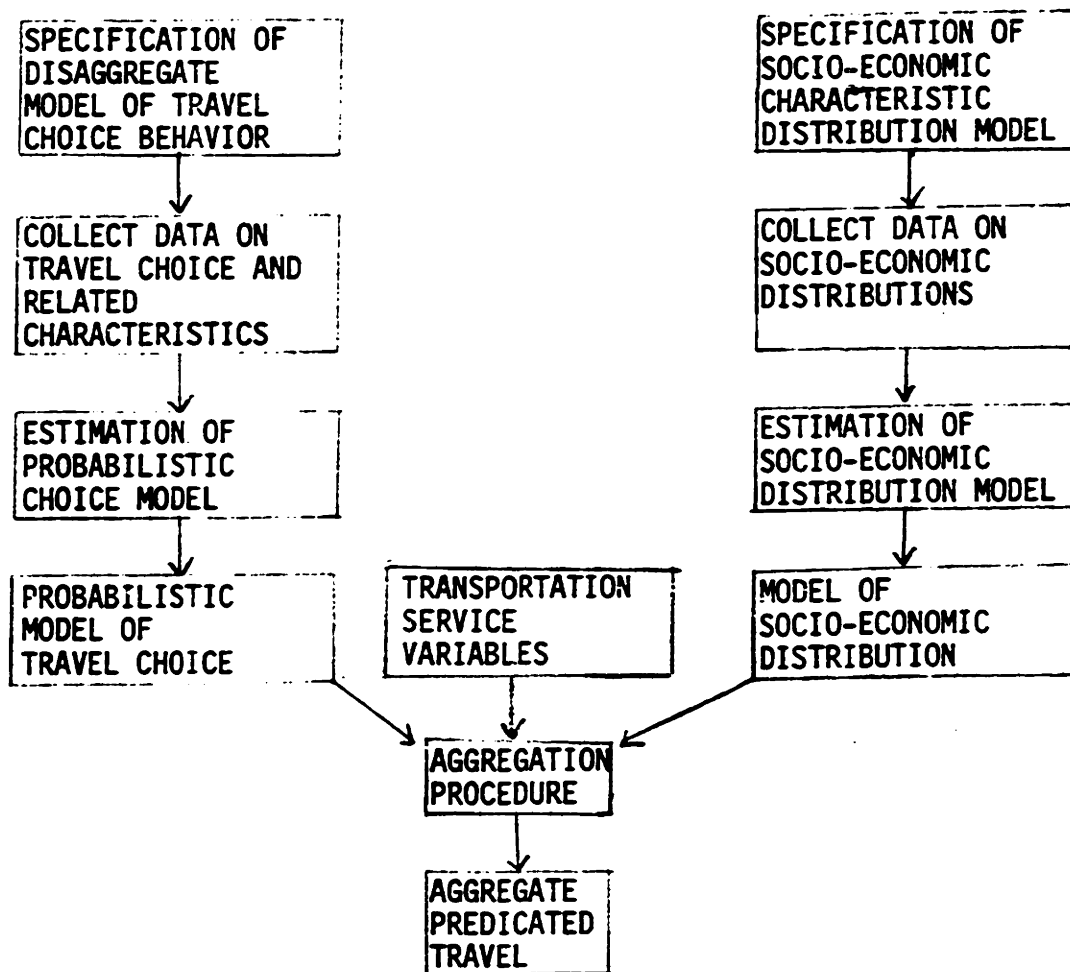 SPECIFICATION OF
DISAGGREGATE
MODEL OF TRAVEL
CHOICE BEHAVIOR
SPECIFICATION OF
SOCIO-ECONOMIC
CHARACTERISTIC
DISTRIBUTION MODEL
COLLECT DATA ON
TRAVEL CHOICE AND
RELATED
CHARACTERISTICS
COLLECT DATA ON
SOCIO-ECONOMIC
DISTRIBUTIONS
ESTIMATION OF
PROBABILISTIC
CHOICE MODEL
ESTIMATION OF
SOCIO-ECONOMIC
DISTRIBUTION MODEL
PROBABILISTIC
MODEL OF
TRAVEL CHOICE
TRANSPORTATION
SERVICE
VARIABLES
MODEL OF
SOCIO-ECONOMIC
DISTRIBUTION
AGGREGATION
PROCEDURE
AGGREGATE
PREDICATED
TRAVEL